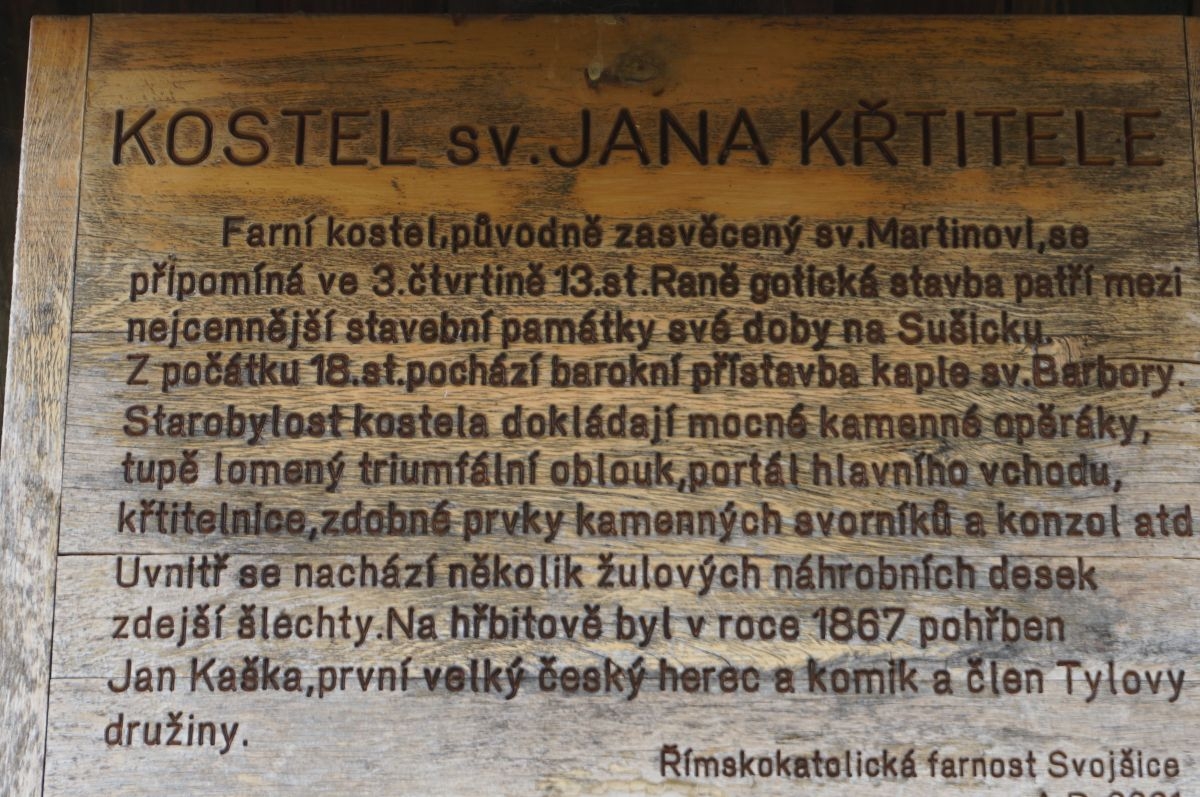 KOSTEL sv.JANA KŘTITELE
Farní kostel,původně zasvěcený sv.Martinovi,se
připomíná ve 3.čtvrtině 13.st.Raně gotická stavba patří mezi
nejcennější stavební památky své doby na Sušicku.
Z počátku 18.st.pochází barokní přístavba kaple sv.Barbory.
Starobylost kostela dokládají mocné kamenné opěráky,
tupě lomený triumfální oblouk,portál hlavního vchodu,
křtitelnice,zdobné prvky kamenných svorníků a konzol atd
Uvnitř se nachází několik žulových náhrobních desek
zdejší šlechty.Na hřbitově byl v roce 1867 pohřben
Jan Kaška,první velký český herec a komik a člen Tylovy
družiny.
Římskokatolická farnost Svojšice